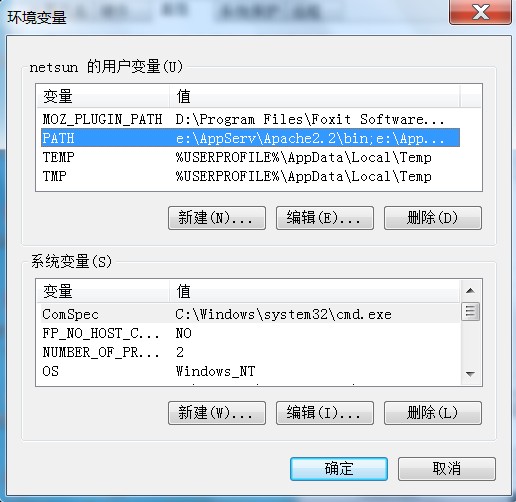 环境变量
netsun 的用户变量(U)
变量 值
MOZ_PLUGIN_PATH D:\Program Files\Foxit Software...
PATH e:\AppServ\Apache2.2\bin;e:\App...
TEMP %USERPROFILE%\AppData\Local\Temp
TMP %USERPROFILE%\AppData\Local\Temp
新建(N)... 编辑(E)... 删除(D)
系统变量(S)
变量 值
ComSpec C:\Windows\system32\cmd.exe
FP_NO_HOST_C... NO
NUMBER_OF_PR... 2
OS Windows_NT
新建(W)... 编辑(I)... 删除(L)
确定 取消